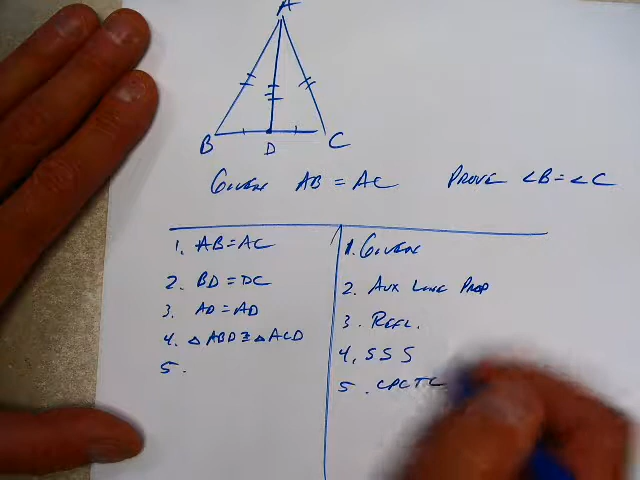 A
B
D
C
GIVEN AB = AC PROVE ∠B = ∠C
1. AB = AC 1. GIVEN
2. BD = DC 2. AUX LINE PROP
3. AD = AD 3. REFL.
4. △ ABD ≅ △ ACD 4. S S S
5. 5. CPCTC